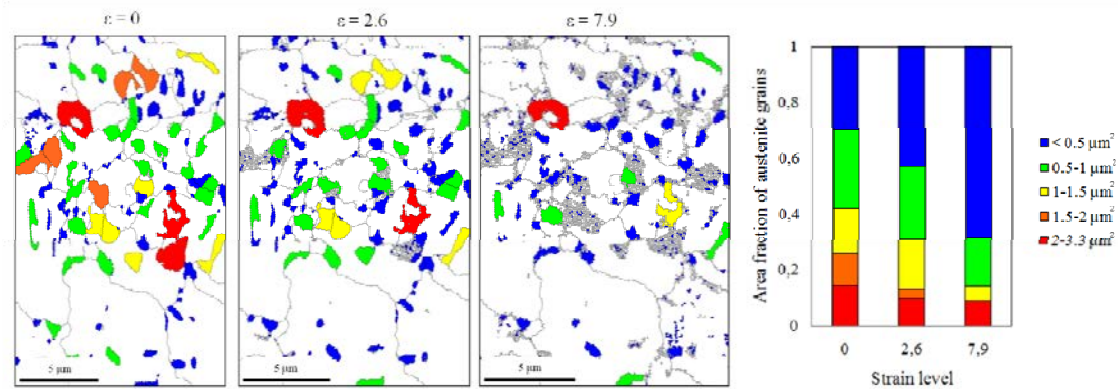 ε = 0
ε = 2.6
ε = 7.9
5 µm
5 µm
5 µm
Area fraction of austenite grains
1
0,8
0,6
0,4
0,2
0
0
2,6
7,9
Strain level
< 0.5 µm²
0.5-1 µm²
1-1.5 µm²
1.5-2 µm²
2-3.3 µm²